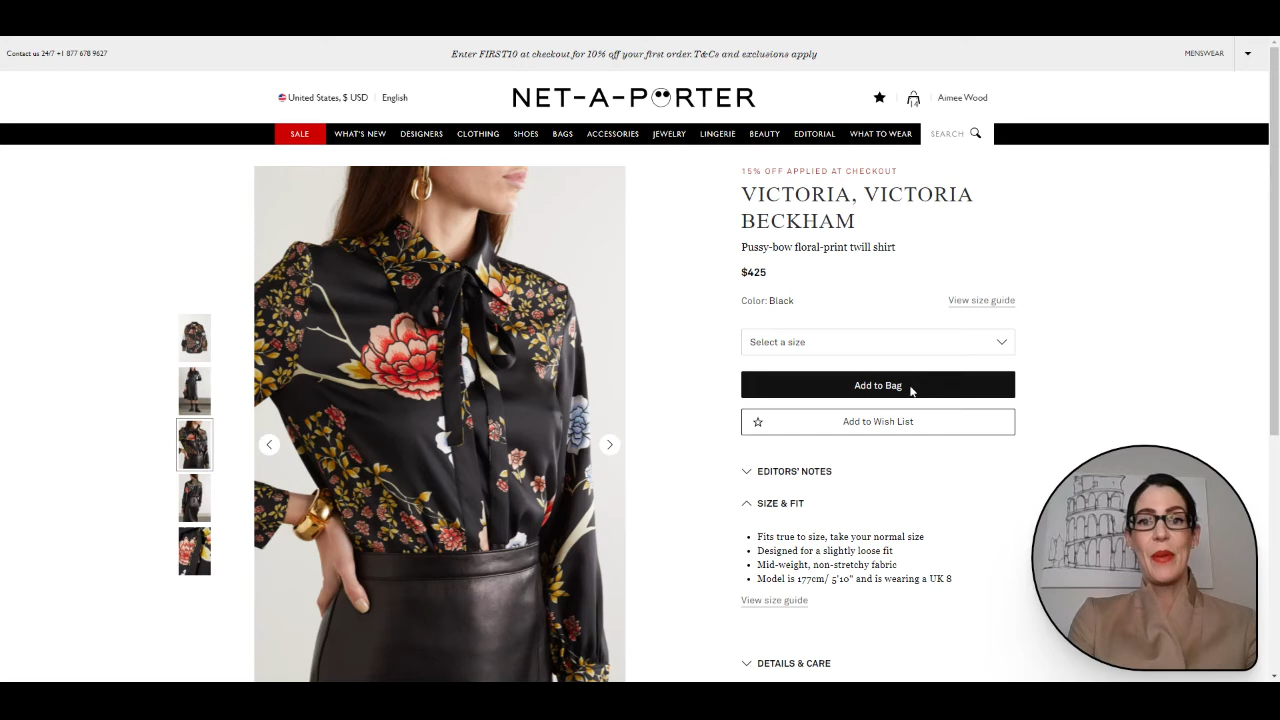 Contact us 24/7 +1 877 678 9627
Enter FIRST10 at checkout for 10% off your first order. T&Cs and exclusions apply
MENSWEAR
United States, $ USD
English
NET-A-PORTER
14
Aimee Wood
SALE
WHAT'S NEW
DESIGNERS
CLOTHING
SHOES
BAGS
ACCESSORIES
JEWELRY
LINGERIE
BEAUTY
EDITORIAL
WHAT TO WEAR
SEARCH
15% OFF APPLIED AT CHECKOUT
VICTORIA, VICTORIA
BECKHAM
Pussy-bow floral-print twill shirt
$425
Color: Black
View size guide
Select a size
Add to Bag
Add to Wish List
EDITORS' NOTES
SIZE & FIT
• Fits true to size, take your normal size
• Designed for a slightly loose fit
• Mid-weight, non-stretchy fabric
• Model is 177cm/ 5'10" and is wearing a UK 8
View size guide
DETAILS & CARE